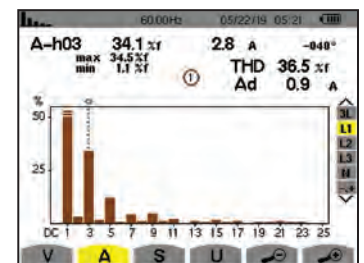 60.00Hz 05/22/19 05:21
A-h03 34.1 %f 2.8 A -040°
max 34.5%f
min 1.1 %f
① THD 36.5 %f
Ad 0.9 A
%
50
25
DC 1 3 5 7 9 11 13 15 17 19 21 23 25
3L
L1
L2
L3
N
-.+
V A S U